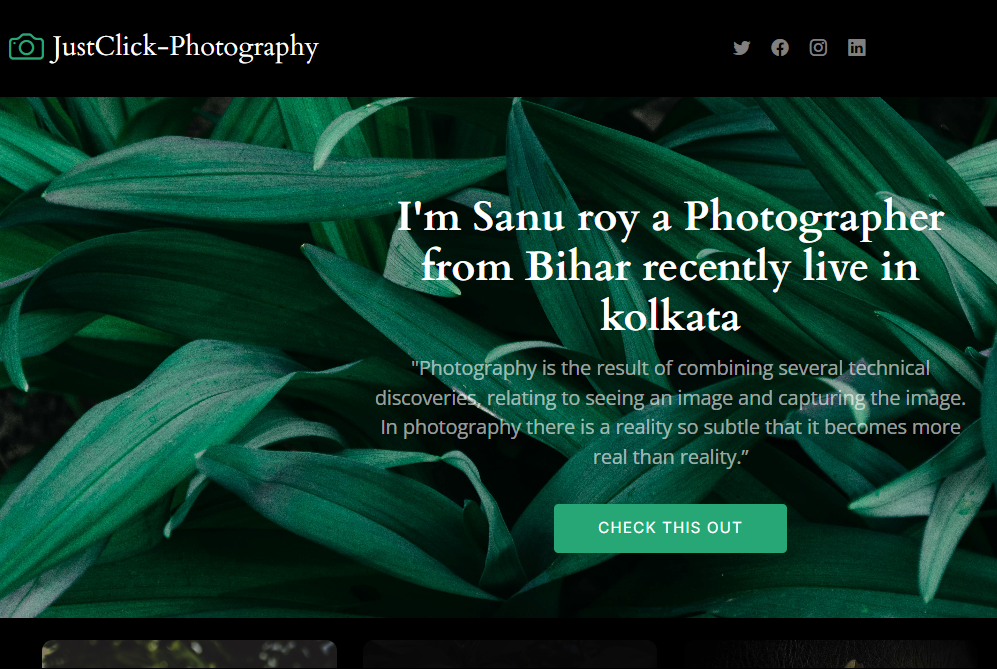 JustClick-Photography
I'm Sanu roy a Photographer
from Bihar recently live in
kolkata
"Photography is the result of combining several technical
discoveries, relating to seeing an image and capturing the image.
In photography there is a reality so subtle that it becomes more
real than reality.”
CHECK THIS OUT